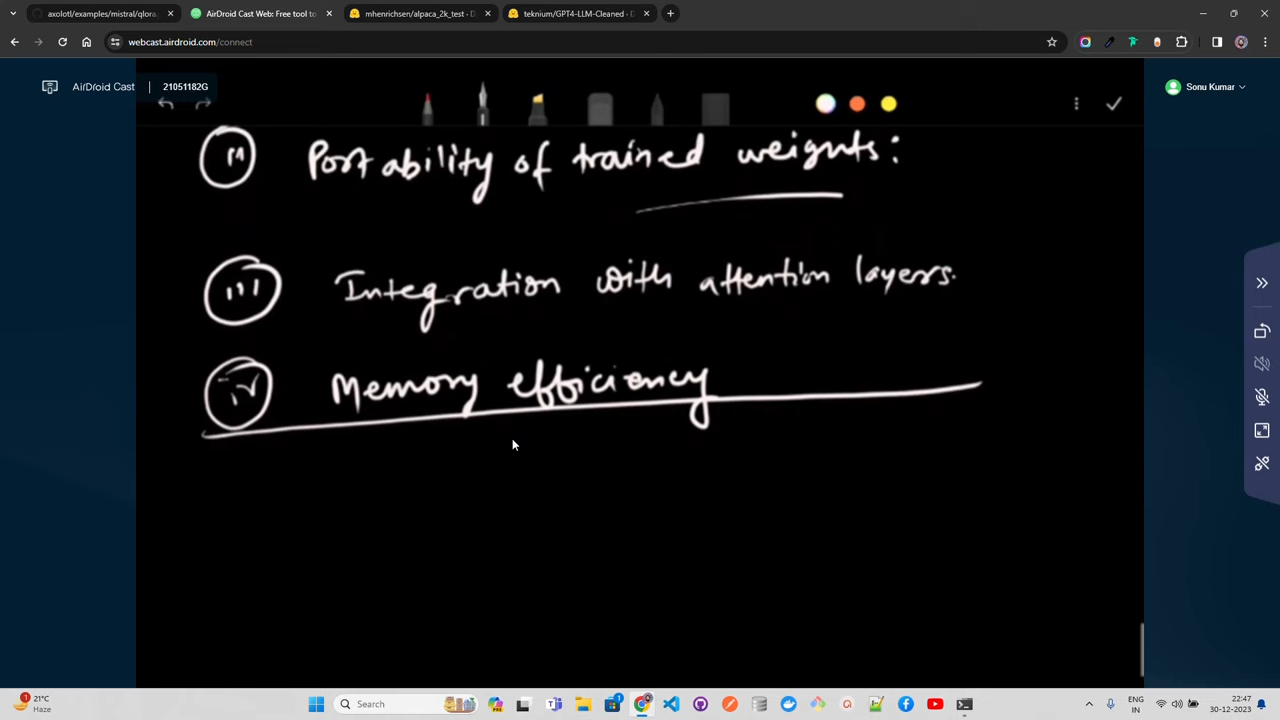 axolotl/examples/mistral/qlora.
AirDroid Cast Web: Free tool to
mhenrichsen/alpaca_2k_test · D
teknium/GPT4-LLM-Cleaned · D
webcast.airdroid.com/connect
AirDroid Cast
21051182G
Sonu Kumar
Portability of trained weights:
(iii) Integration with attention layers.
(iv) Memory efficiency
1
21°C
Haze
Search
ENG
IN
22:47
30-12-2023